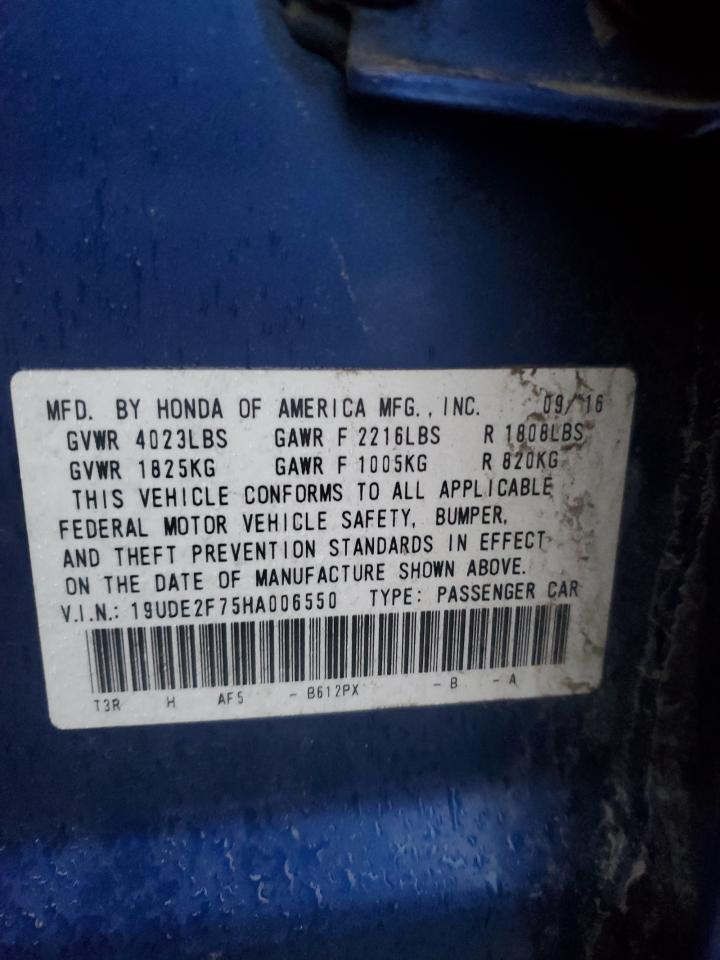 MFD. BY HONDA OF AMERICA MFG., INC. 09/16
GVWR 4023LBS GAWR F 2216LBS R 1808LBS
GVWR 1825KG GAWR F 1005KG R 820KG
THIS VEHICLE CONFORMS TO ALL APPLICABLE
FEDERAL MOTOR VEHICLE SAFETY, BUMPER,
AND THEFT PREVENTION STANDARDS IN EFFECT
ON THE DATE OF MANUFACTURE SHOWN ABOVE.
V.I.N.: 19UDE2F75HA006550 TYPE: PASSENGER CAR
T3R H AF5 - B612PX - B - A